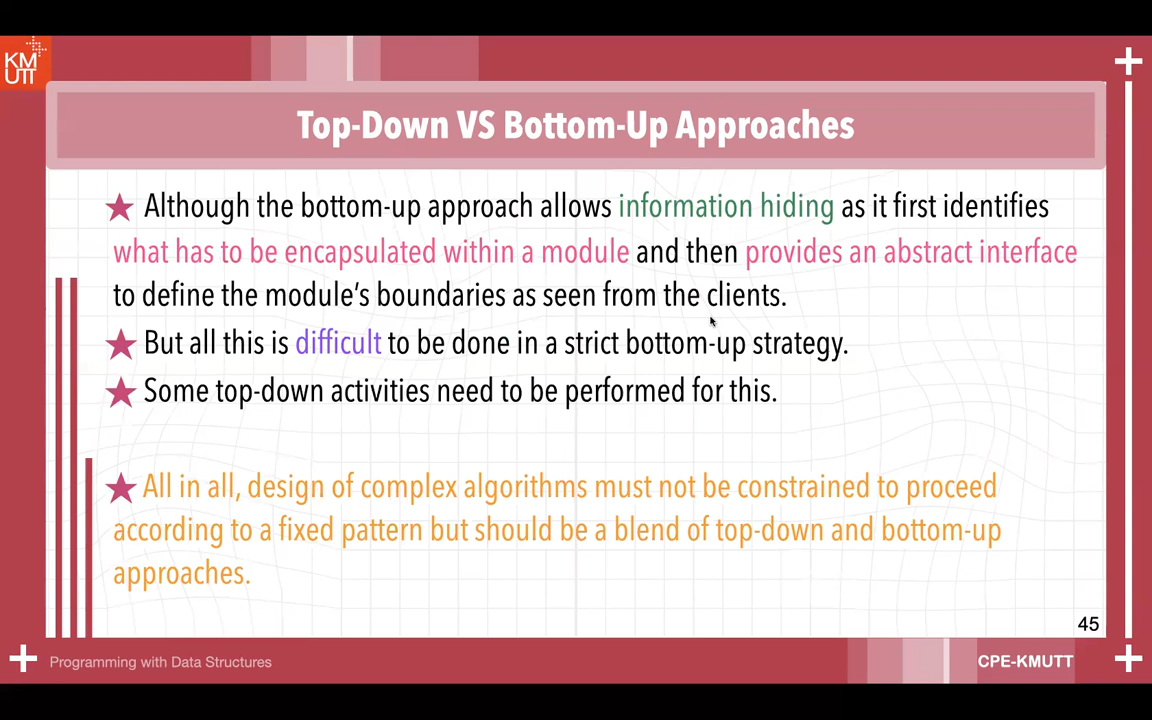 KM
UTT
Top-Down VS Bottom-Up Approaches
Although the bottom-up approach allows information hiding as it first identifies
what has to be encapsulated within a module and then provides an abstract interface
to define the module's boundaries as seen from the clients.
But all this is difficult to be done in a strict bottom-up strategy.
Some top-down activities need to be performed for this.
All in all, design of complex algorithms must not be constrained to proceed
according to a fixed pattern but should be a blend of top-down and bottom-up
approaches.
45
Programming with Data Structures
CPE-KMUTT